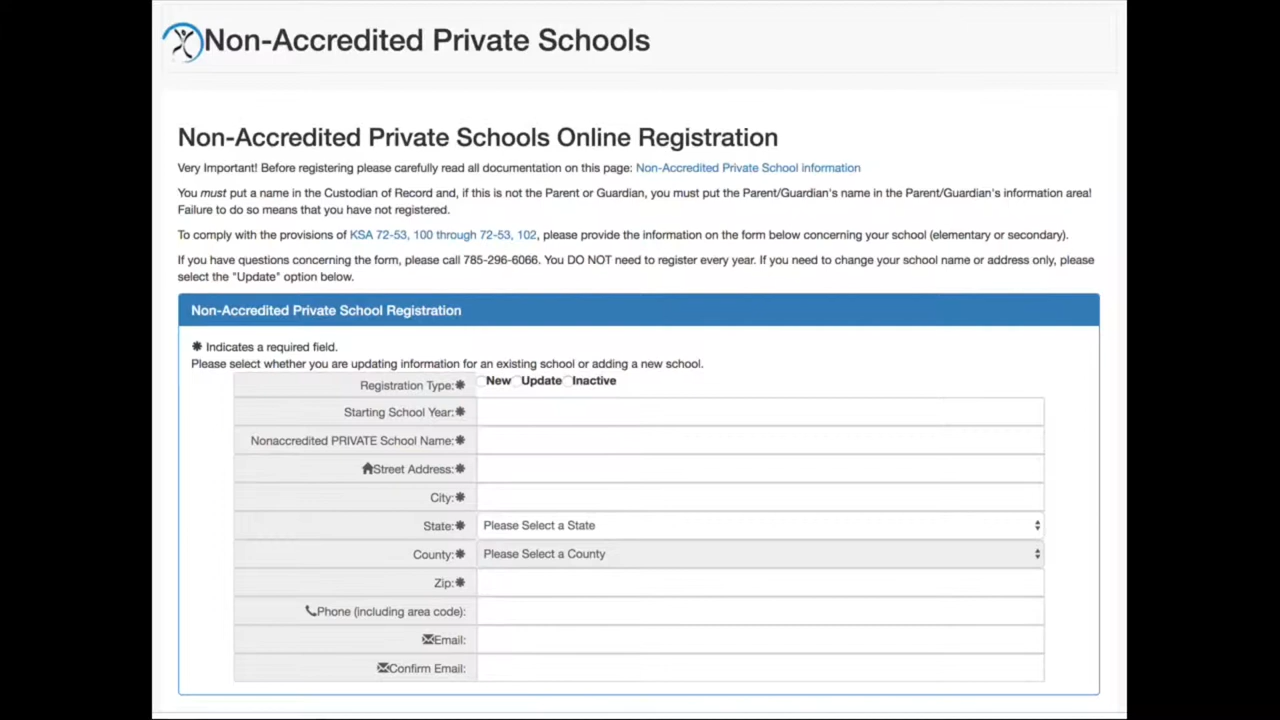 Non-Accredited Private Schools
Non-Accredited Private Schools Online Registration
Very Important! Before registering please carefully read all documentation on this page: Non-Accredited Private School information
You must put a name in the Custodian of Record and, if this is not the Parent or Guardian, you must put the Parent/Guardian's name in the Parent/Guardian's information area!
Failure to do so means that you have not registered.
To comply with the provisions of KSA 72-53, 100 through 72-53, 102, please provide the information on the form below concerning your school (elementary or secondary).
If you have questions concerning the form, please call 785-296-6066. You DO NOT need to register every year. If you need to change your school name or address only, please
select the "Update" option below.
Non-Accredited Private School Registration
✱ Indicates a required field.
Please select whether you are updating information for an existing school or adding a new school.
Registration Type:✱ New Update Inactive
Starting School Year:✱
Nonaccredited PRIVATE School Name:✱
Street Address:✱
City:✱
State:✱ Please Select a State
County:✱ Please Select a County
Zip:✱
Phone (including area code):
Email:
Confirm Email: